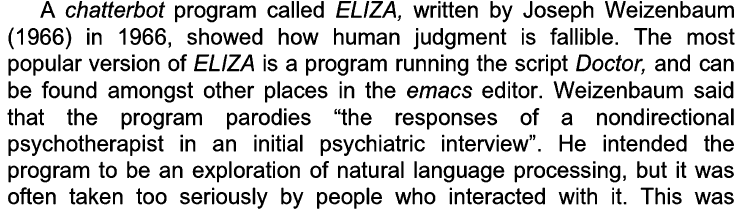 A chatterbot program called ELIZA, written by Joseph Weizenbaum
(1966) in 1966, showed how human judgment is fallible. The most
popular version of ELIZA is a program running the script Doctor, and can
be found amongst other places in the emacs editor. Weizenbaum said
that the program parodies “the responses of a nondirectional
psychotherapist in an initial psychiatric interview”. He intended the
program to be an exploration of natural language processing, but it was
often taken too seriously by people who interacted with it. This was